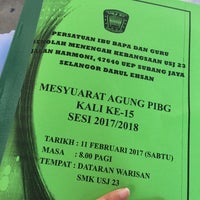 PERSATUAN IBU BAPA DAN GURU
SEKOLAH MENENGAH KEBANGSAAN USJ 23
JALAN HARMONI, 47640 UEP SUBANG JAYA
SELANGOR DARUL EHSAN
MESYUARAT AGUNG PIBG
KALI KE-15
SESI 2017/2018
TARIKH : 11 FEBRUARI 2017 (SABTU)
MASA : 8.00 PAGI
TEMPAT : DATARAN WARISAN
SMK USJ 23